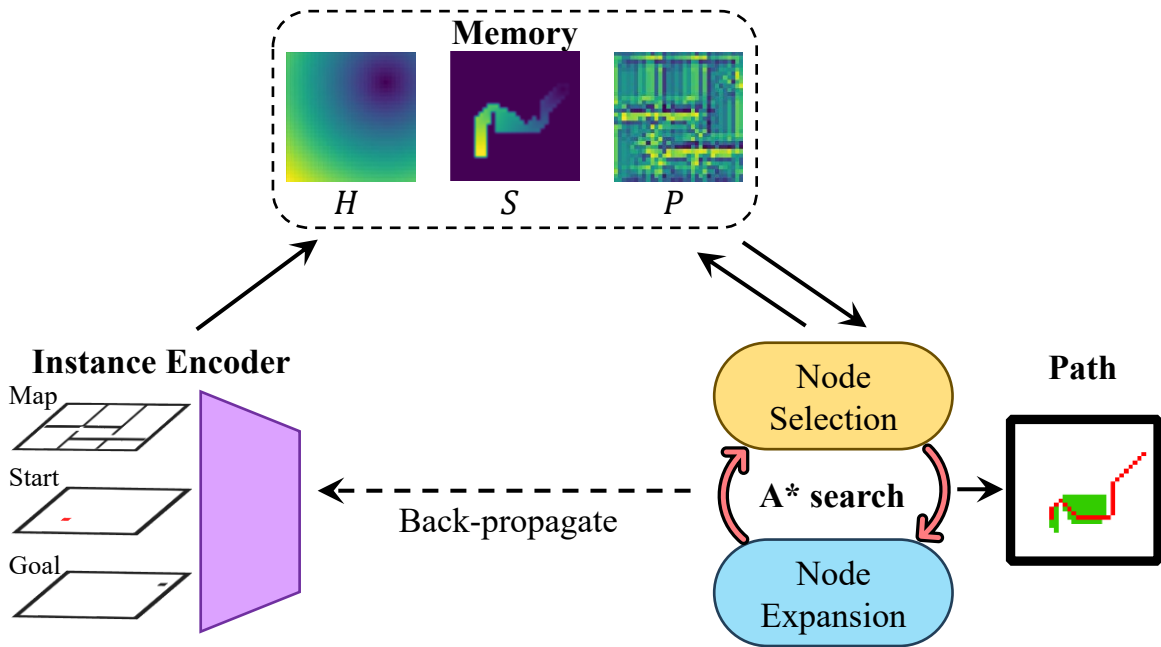 Memory
H
S
P
Instance Encoder
Map
Start
Goal
Back-propagate
Node
Selection
A* search
Node
Expansion
Path